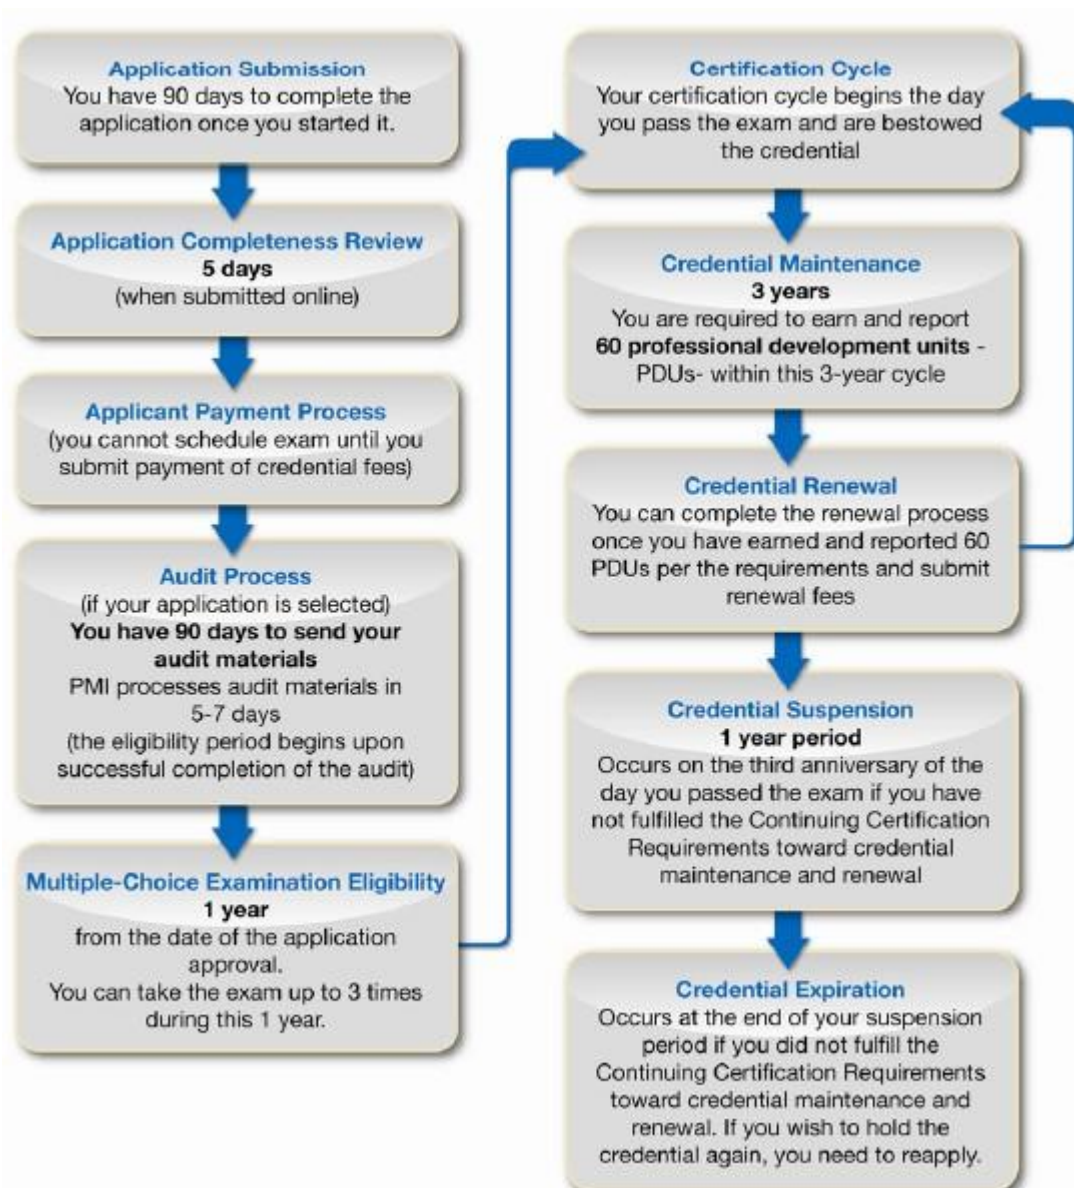 Application Submission
You have 90 days to complete the
application once you started it.
Application Completeness Review
5 days
(when submitted online)
Applicant Payment Process
(you cannot schedule exam until you
submit payment of credential fees)
Audit Process
(if your application is selected)
You have 90 days to send your
audit materials
PMI processes audit materials in
5-7 days
(the eligibility period begins upon
successful completion of the audit)
Multiple-Choice Examination Eligibility
1 year
from the date of the application
approval.
You can take the exam up to 3 times
during this 1 year.
Certification Cycle
Your certification cycle begins the day
you pass the exam and are bestowed
the credential
Credential Maintenance
3 years
You are required to earn and report
60 professional development units -
PDUs- within this 3-year cycle
Credential Renewal
You can complete the renewal process
once you have earned and reported 60
PDUs per the requirements and submit
renewal fees
Credential Suspension
1 year period
Occurs on the third anniversary of the
day you passed the exam if you have
not fulfilled the Continuing Certification
Requirements toward credential
maintenance and renewal
Credential Expiration
Occurs at the end of your suspension
period if you did not fulfill the
Continuing Certification Requirements
toward credential maintenance and
renewal. If you wish to hold the
credential again, you need to reapply.